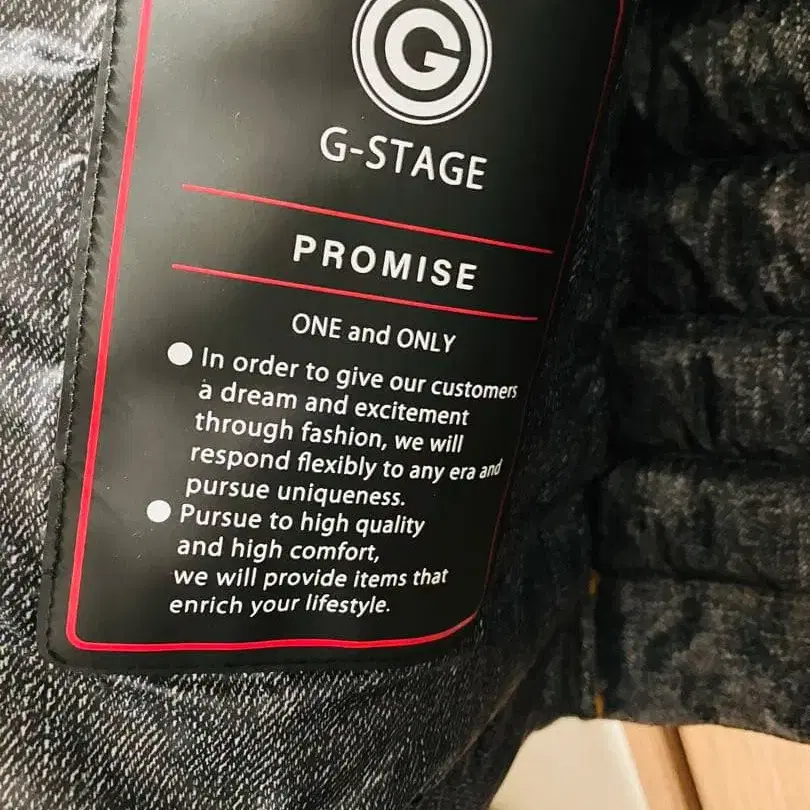 G
G-STAGE
PROMISE
ONE and ONLY
● In order to give our customers
a dream and excitement
through fashion, we will
respond flexibly to any era and
pursue uniqueness.
● Pursue to high quality
and high comfort,
we will provide items that
enrich your lifestyle.